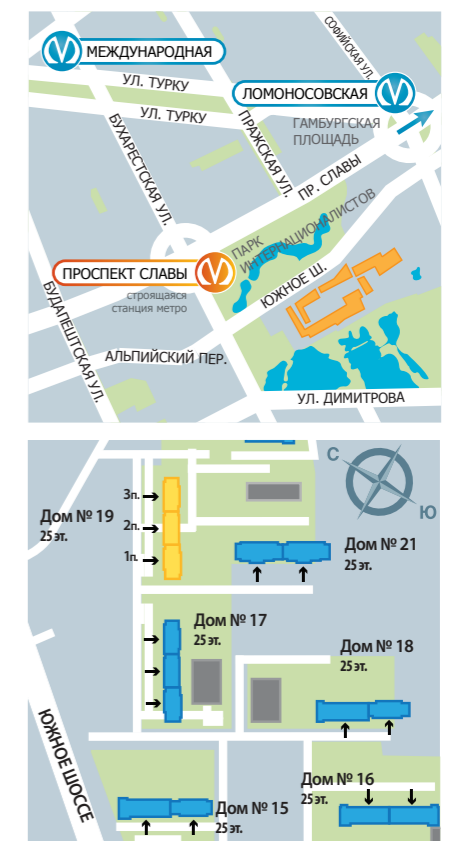 МЕЖДУНАРОДНАЯ
СОФИЙСКАЯ УЛ.
УЛ. ТУРКУ
ЛОМОНОСОВСКАЯ
УЛ. ТУРКУ
БУХАРЕСТСКАЯ УЛ.
ПРАЖСКАЯ УЛ.
ГАМБУРГСКАЯ
ПЛОЩАДЬ
ПР. СЛАВЫ
ПАРК
ИНТЕРНАЦИОНАЛИСТОВ
ПРОСПЕКТ СЛАВЫ
строящаяся
станция метро
ЮЖНОЕ Ш.
БУДАПЕШТСКАЯ УЛ.
АЛЬПИЙСКИЙ ПЕР.
УЛ. ДИМИТРОВА
С
Ю
3п.
Дом № 19
25 эт.
2п.
1п.
Дом № 21
25 эт.
Дом № 17
25 эт.
Дом № 18
25 эт.
ЮЖНОЕ ШОССЕ
Дом № 16
25 эт.
Дом № 15
25 эт.